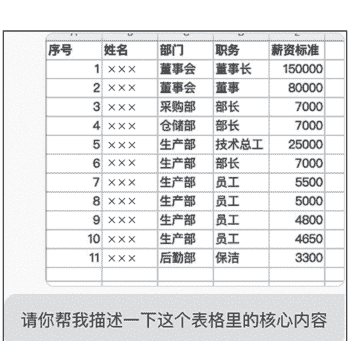 序号 姓名 部门 职务 薪资标准
1 ××× 董事会 董事长 150000
2 ××× 董事会 董事 80000
3 ××× 采购部 部长 7000
4 ××× 仓储部 部长 7000
5 ××× 生产部 技术总工 25000
6 ××× 生产部 部长 7000
7 ××× 生产部 员工 5500
8 ××× 生产部 员工 5000
9 ××× 生产部 员工 4800
10 ××× 生产部 员工 4650
11 ××× 后勤部 保洁 3300
请你帮我描述一下这个表格里的核心内容